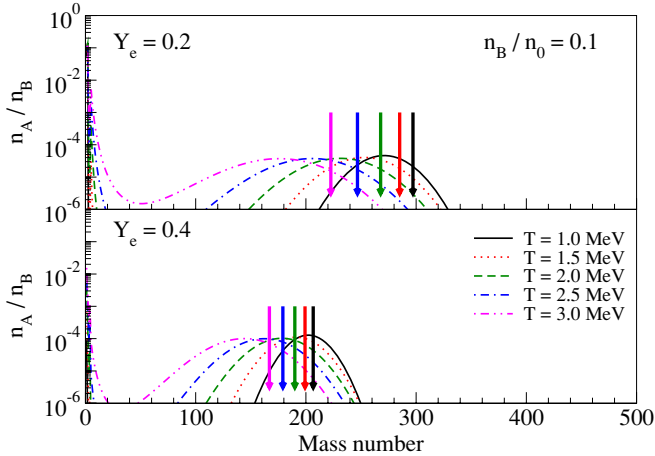 10^0
Y_e = 0.2
n_B / n_0 = 0.1
10^-2
n_A / n_B
10^-4
10^-6
Y_e = 0.4
10^-2
n_A / n_B
10^-4
10^-6
T = 1.0 MeV
T = 1.5 MeV
T = 2.0 MeV
T = 2.5 MeV
T = 3.0 MeV
0 100 200 300 400 500
Mass number